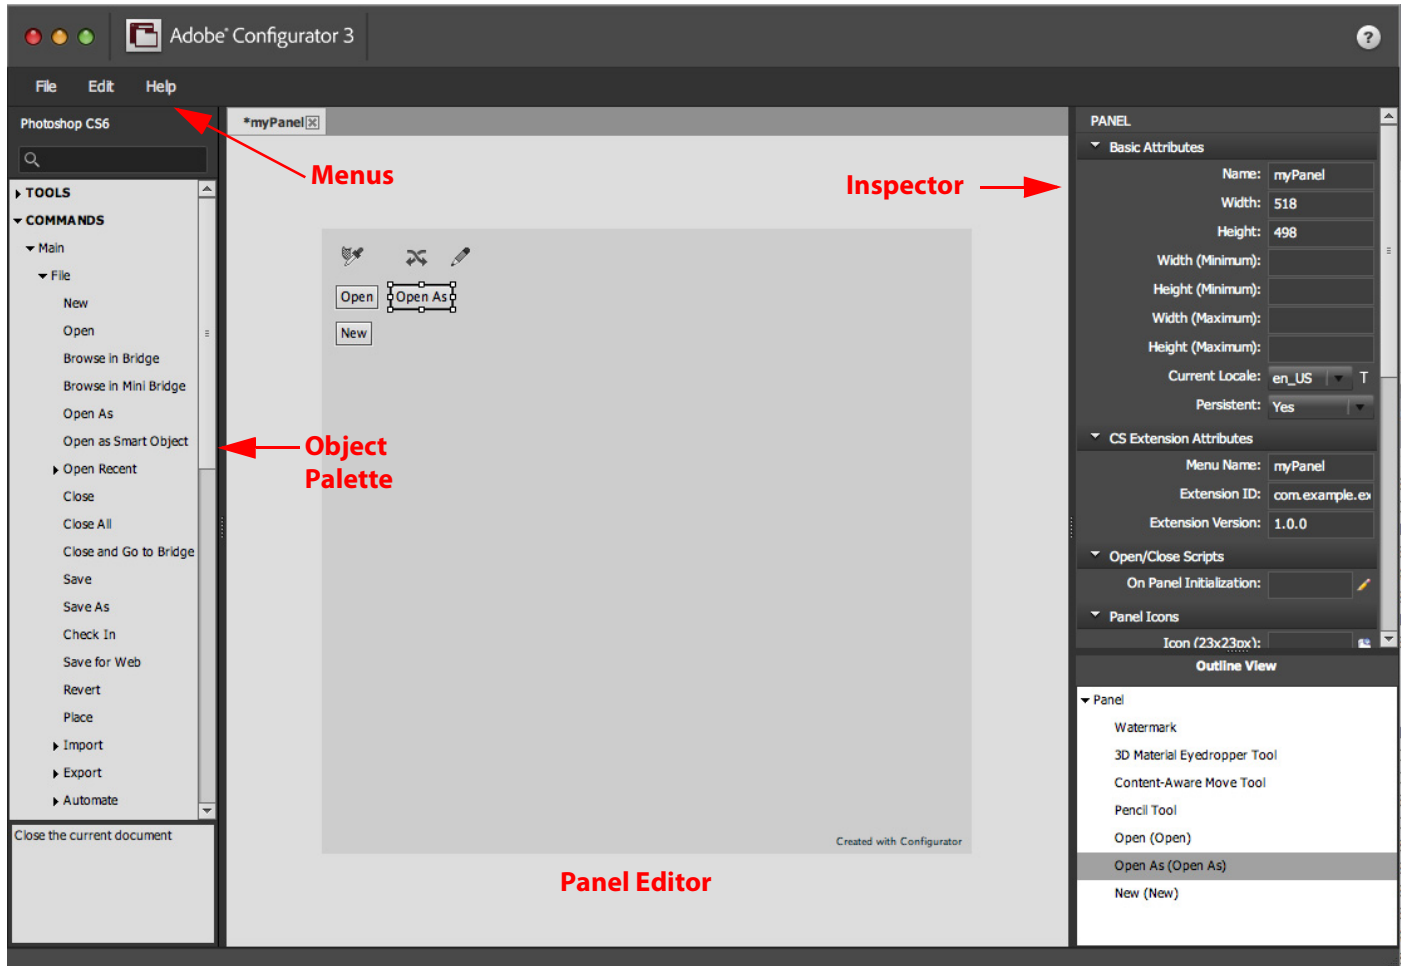 Adobe® Configurator 3
?
File Edit Help
Photoshop CS6
TOOLS
COMMANDS
Main
File
New
Open
Browse in Bridge
Browse in Mini Bridge
Open As
Open as Smart Object
Open Recent
Close
Close All
Close and Go to Bridge
Save
Save As
Check In
Save for Web
Revert
Place
Import
Export
Automate
Close the current document
*myPanel
Menus
Inspector
Open Open As
New
Object
Palette
Created with Configurator
Panel Editor
PANEL
Basic Attributes
Name: myPanel
Width: 518
Height: 498
Width (Minimum):
Height (Minimum):
Width (Maximum):
Height (Maximum):
Current Locale: en_US T
Persistent: Yes
CS Extension Attributes
Menu Name: myPanel
Extension ID: com.example.ex
Extension Version: 1.0.0
Open/Close Scripts
On Panel Initialization:
Panel Icons
Icon (23x23px):
Outline View
Panel
Watermark
3D Material Eyedropper Tool
Content-Aware Move Tool
Pencil Tool
Open (Open)
Open As (Open As)
New (New)